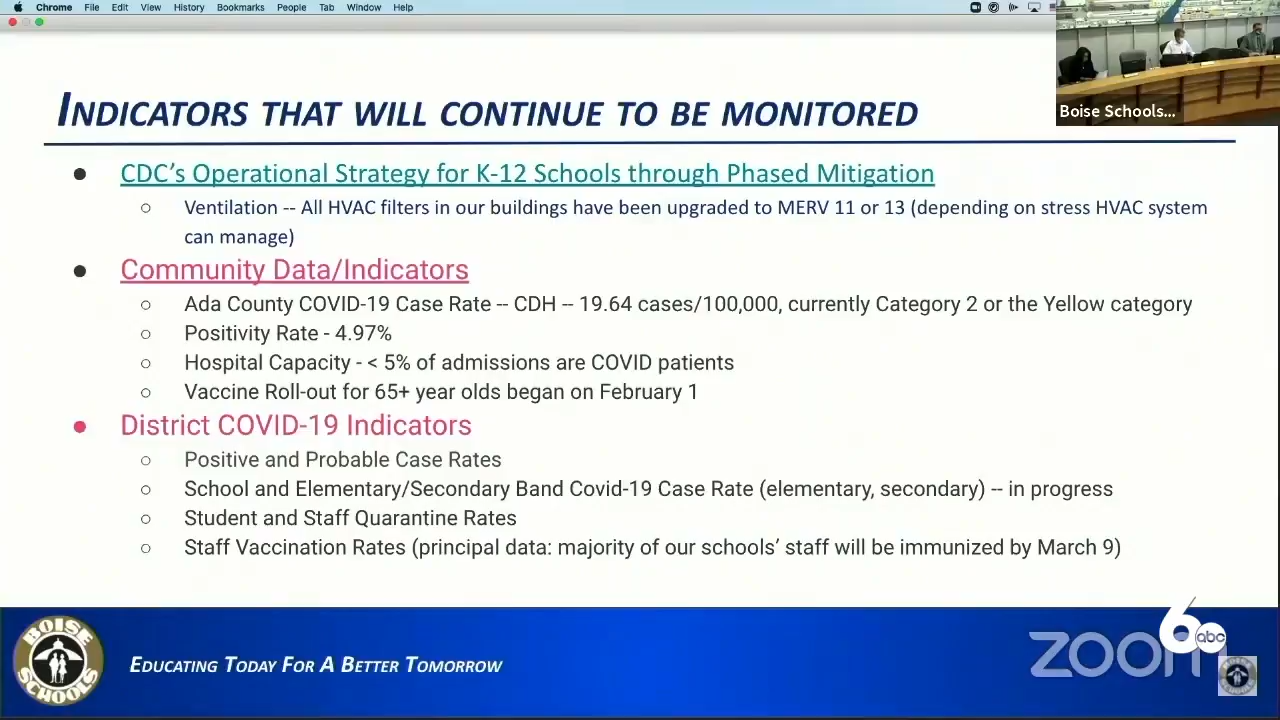 Chrome File Edit View History Bookmarks People Tab Window Help
Boise Schools...
INDICATORS THAT WILL CONTINUE TO BE MONITORED
CDC's Operational Strategy for K-12 Schools through Phased Mitigation
Ventilation -- All HVAC filters in our buildings have been upgraded to MERV 11 or 13 (depending on stress HVAC system
can manage)
Community Data/Indicators
Ada County COVID-19 Case Rate -- CDH -- 19.64 cases/100,000, currently Category 2 or the Yellow category
Positivity Rate - 4.97%
Hospital Capacity - < 5% of admissions are COVID patients
Vaccine Roll-out for 65+ year olds began on February 1
District COVID-19 Indicators
Positive and Probable Case Rates
School and Elementary/Secondary Band Covid-19 Case Rate (elementary, secondary) -- in progress
Student and Staff Quarantine Rates
Staff Vaccination Rates (principal data: majority of our schools' staff will be immunized by March 9)
BOISE
SCHOOLS
EDUCATING TODAY FOR A BETTER TOMORROW
zoom
6
abc